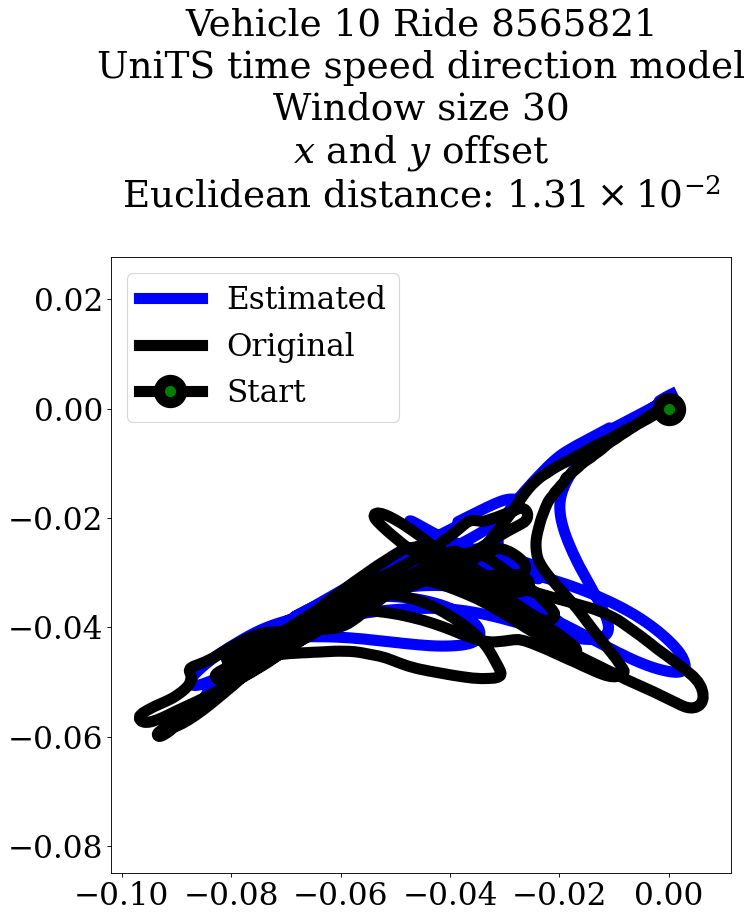 Vehicle 10 Ride 8565821
UniTS time speed direction model
Window size 30
x and y offset
Euclidean distance: 1.31 × 10⁻²
Estimated
Original
Start
0.02
0.00
−0.02
−0.04
−0.06
−0.08
−0.10 −0.08 −0.06 −0.04 −0.02 0.00